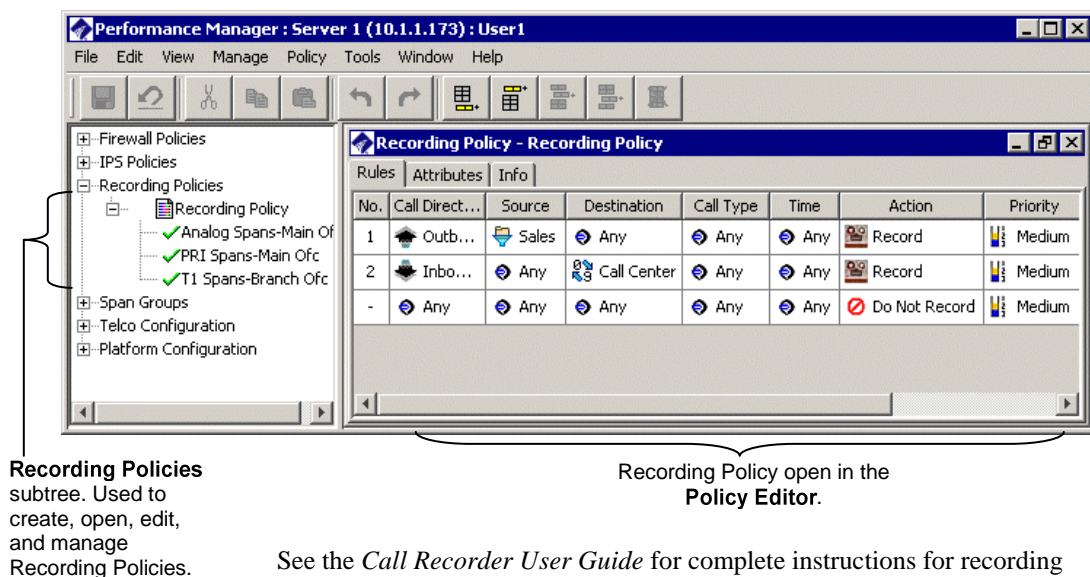 Performance Manager : Server 1 (10.1.1.173) : User1
File Edit View Manage Policy Tools Window Help
Firewall Policies
IPS Policies
Recording Policies
Recording Policy
Analog Spans-Main Of
PRI Spans-Main Ofc
T1 Spans-Branch Ofc
Span Groups
Telco Configuration
Platform Configuration
Recording Policy - Recording Policy
Rules Attributes Info
No. Call Direct... Source Destination Call Type Time Action Priority
1 Outb... Sales Any Any Any Record Medium
2 Inbo... Any Call Center Any Any Record Medium
- Any Any Any Any Any Do Not Record Medium
Recording Policies
subtree. Used to
create, open, edit,
and manage
Recording Policies.
Recording Policy open in the
Policy Editor.
See the Call Recorder User Guide for complete instructions for recording